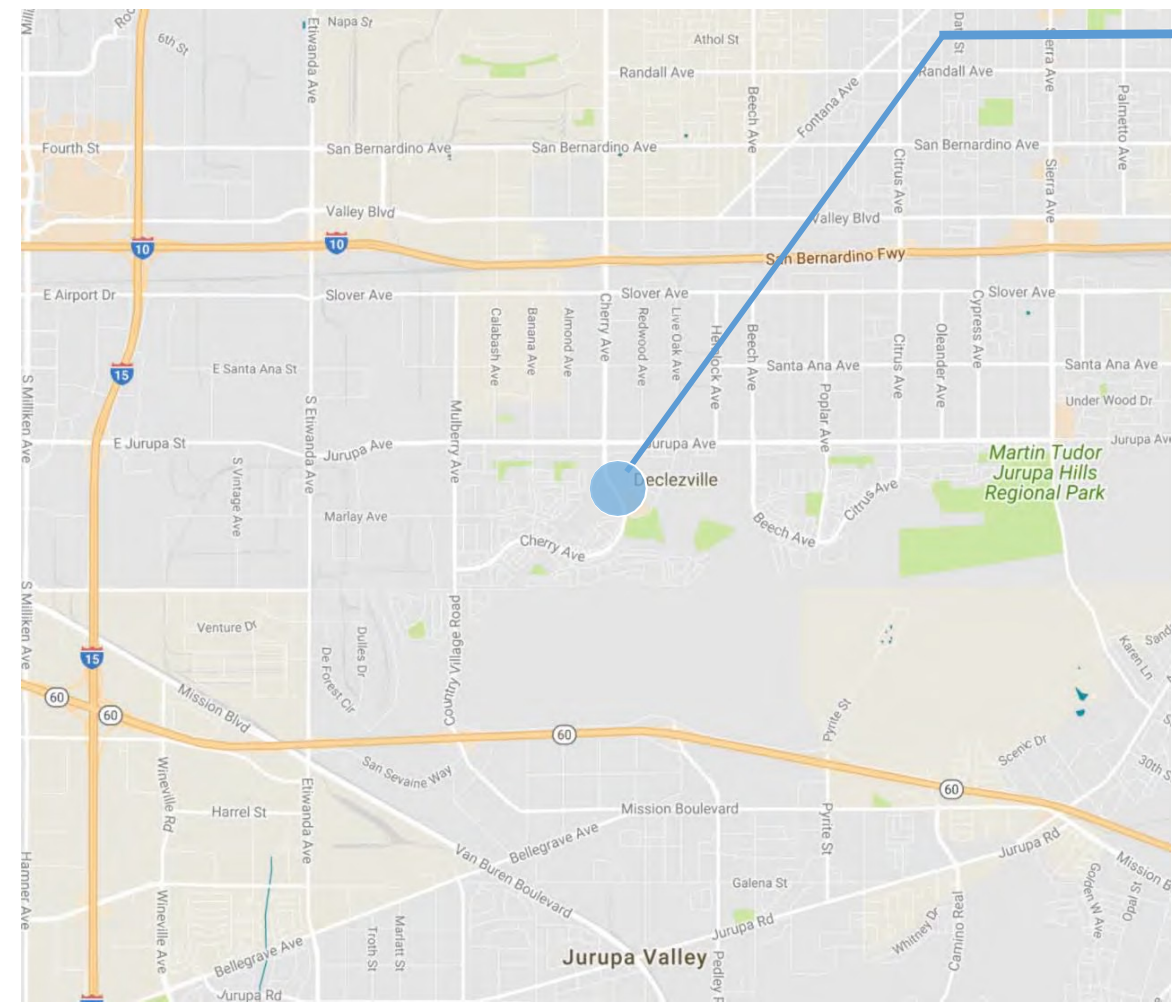 Napa St
6th St
Etiwanda Ave
Athol St
Sierra Ave
Randall Ave
Randall Ave
Beech Ave
Fontana Ave
Palmetto Ave
Fourth St
San Bernardino Ave
San Bernardino Ave
San Bernardino Ave
Citrus Ave
Sierra Ave
Valley Blvd
Valley Blvd
10
10
San Bernardino Fwy
E Airport Dr
Slover Ave
Slover Ave
Slover Ave
Cherry Ave
Calabash Ave
Banana Ave
Almond Ave
Redwood Ave
Live Oak Ave
Hemlock Ave
Beech Ave
Citrus Ave
Oleander Ave
Cypress Ave
15
E Santa Ana St
Santa Ana Ave
Santa Ana Ave
S Milliken Ave
S Etiwanda Ave
Mulberry Ave
Poplar Ave
Under Wood Dr
E Jurupa St
Jurupa Ave
Jurupa Ave
Jurupa Ave
Martin Tudor
Jurupa Hills
Regional Park
S Vintage Ave
Declezville
Citrus Ave
Marlay Ave
Beech Ave
Cherry Ave
S Milliken Ave
Country Village Road
Venture Dr
Dulles Dr
De Forest Cir
Karen Ln
15
60
60
Mission Blvd
60
Pyrite St
Scenic Dr
30th S
San Sevaine Way
60
Wineville Rd
Etiwanda Ave
Harrel St
Mission Boulevard
Pyrite St
Bellegrave Ave
Jurupa Rd
Hamner Ave
Van Buren Boulevard
Mission B
Galena St
Golden W Ave
Opal St
Wineville Ave
Troth St
Marlatt St
Jurupa Rd
Whitney Dr
Camino Real
Bellegrave Ave
Jurupa Valley
Pedley
Jurupa Rd